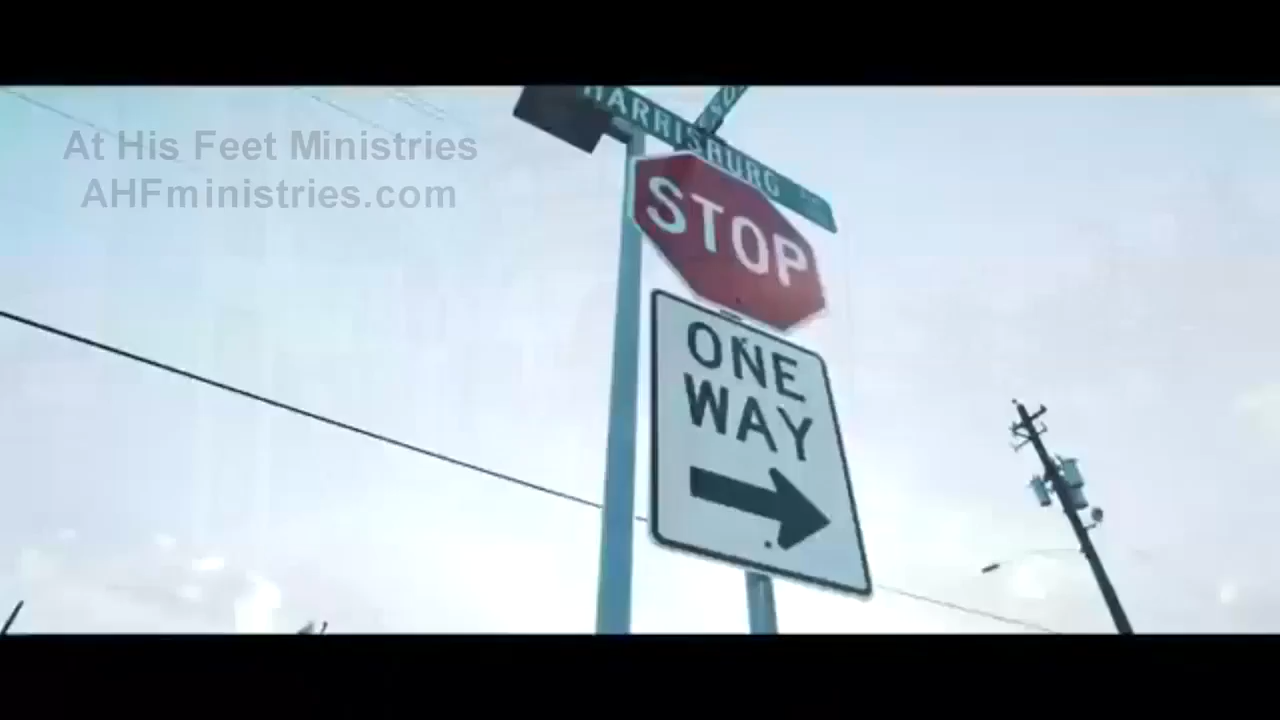 At His Feet Ministries
AHFministries.com
HARRISBURG
STOP
ONE
WAY